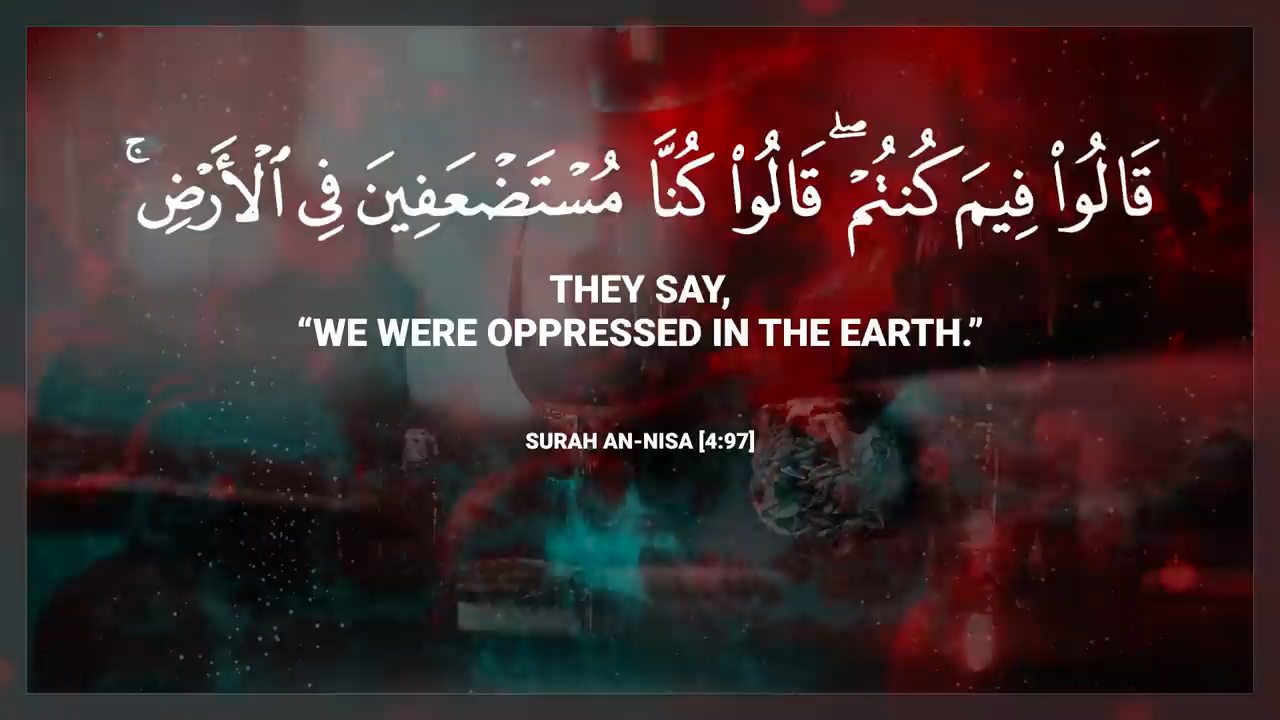 قَالُوا۟ فِيمَ كُنتُمْ ۖ قَالُوا۟ كُنَّا مُسْتَضْعَفِينَ فِى ٱلْأَرْضِ ۚ
THEY SAY,
“WE WERE OPPRESSED IN THE EARTH.”
SURAH AN-NISA [4:97]